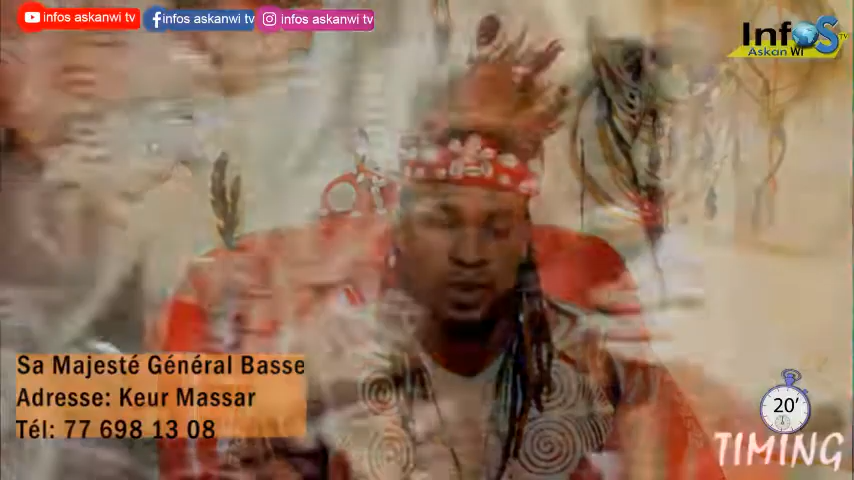 infos askanwi tv
infos askanwi tv
infos askanwi tv
InfoS TV
Askan Wi
Sa Majesté Général Basse
Adresse: Keur Massar
Tél: 77 698 13 08
20'
TIMING